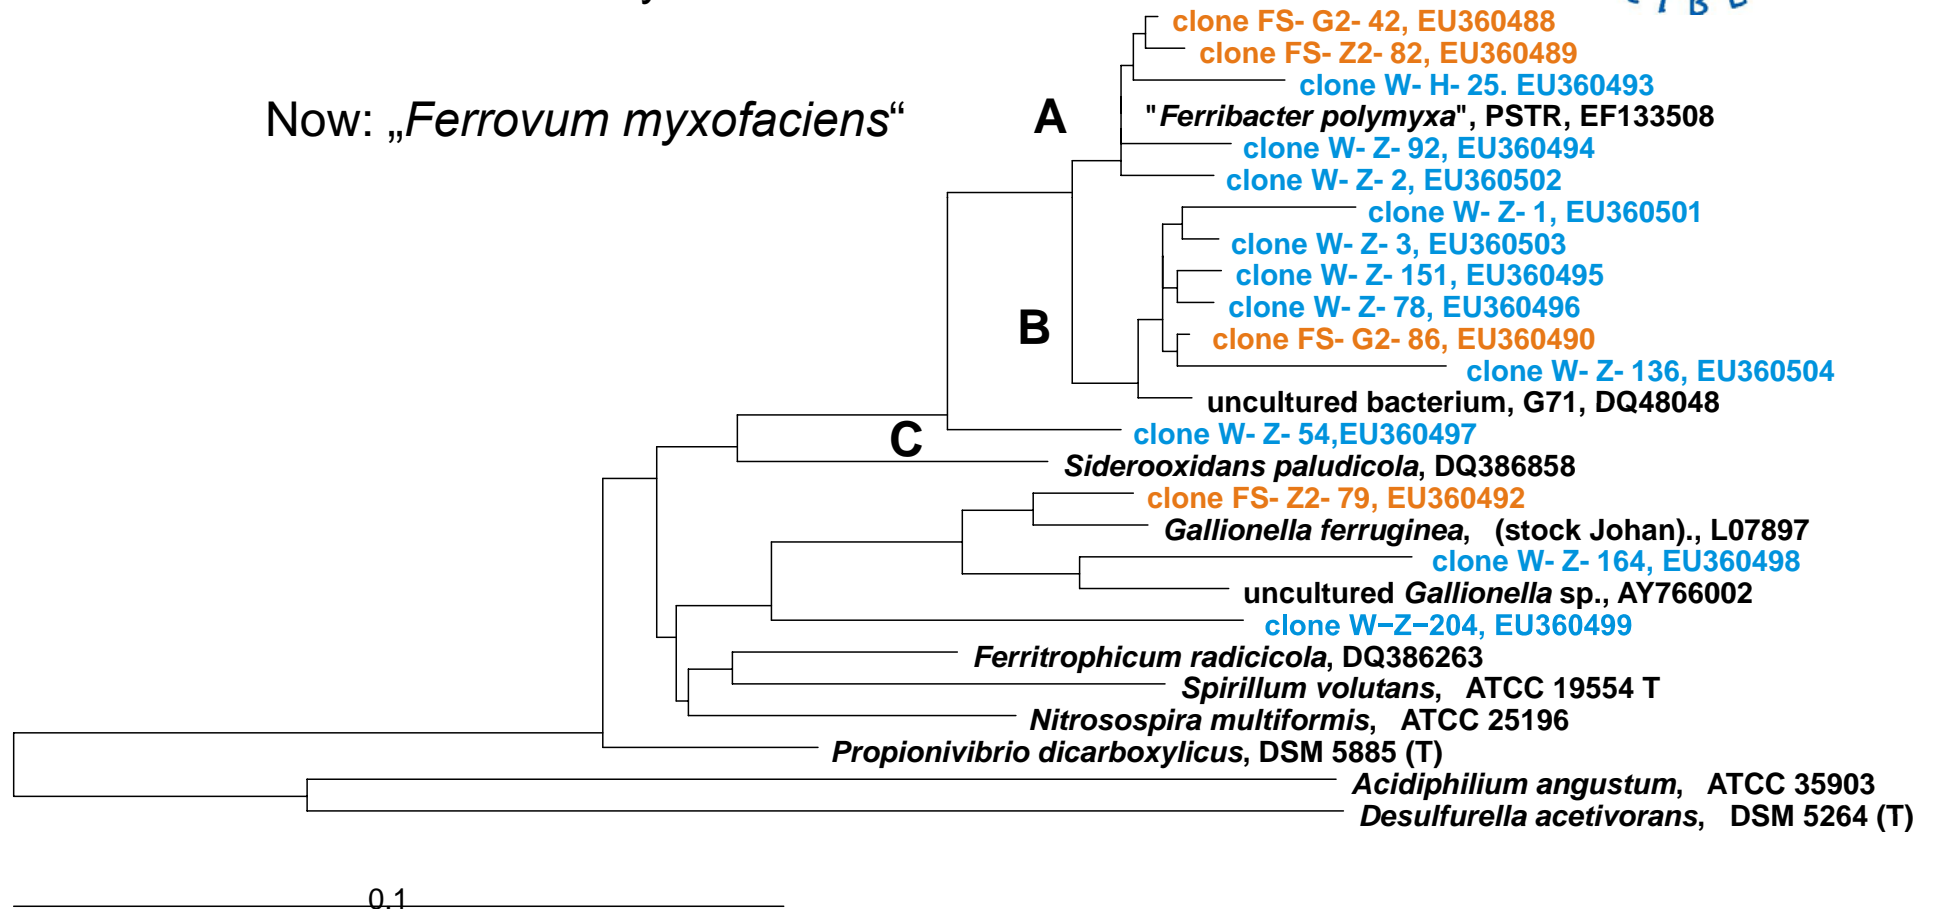 clone FS- G2- 42, EU360488
clone FS- Z2- 82, EU360489
clone W- H- 25. EU360493
Now: „Ferrovum myxofaciens“
A
"Ferribacter polymyxa", PSTR, EF133508
clone W- Z- 92, EU360494
clone W- Z- 2, EU360502
clone W- Z- 1, EU360501
clone W- Z- 3, EU360503
clone W- Z- 151, EU360495
clone W- Z- 78, EU360496
B
clone FS- G2- 86, EU360490
clone W- Z- 136, EU360504
uncultured bacterium, G71, DQ48048
clone W- Z- 54,EU360497
C
Siderooxidans paludicola, DQ386858
clone FS- Z2- 79, EU360492
Gallionella ferruginea, (stock Johan)., L07897
clone W- Z- 164, EU360498
uncultured Gallionella sp., AY766002
clone W−Z−204, EU360499
Ferritrophicum radicicola, DQ386263
Spirillum volutans, ATCC 19554 T
Nitrosospira multiformis, ATCC 25196
Propionivibrio dicarboxylicus, DSM 5885 (T)
Acidiphilium angustum, ATCC 35903
Desulfurella acetivorans, DSM 5264 (T)
0.1